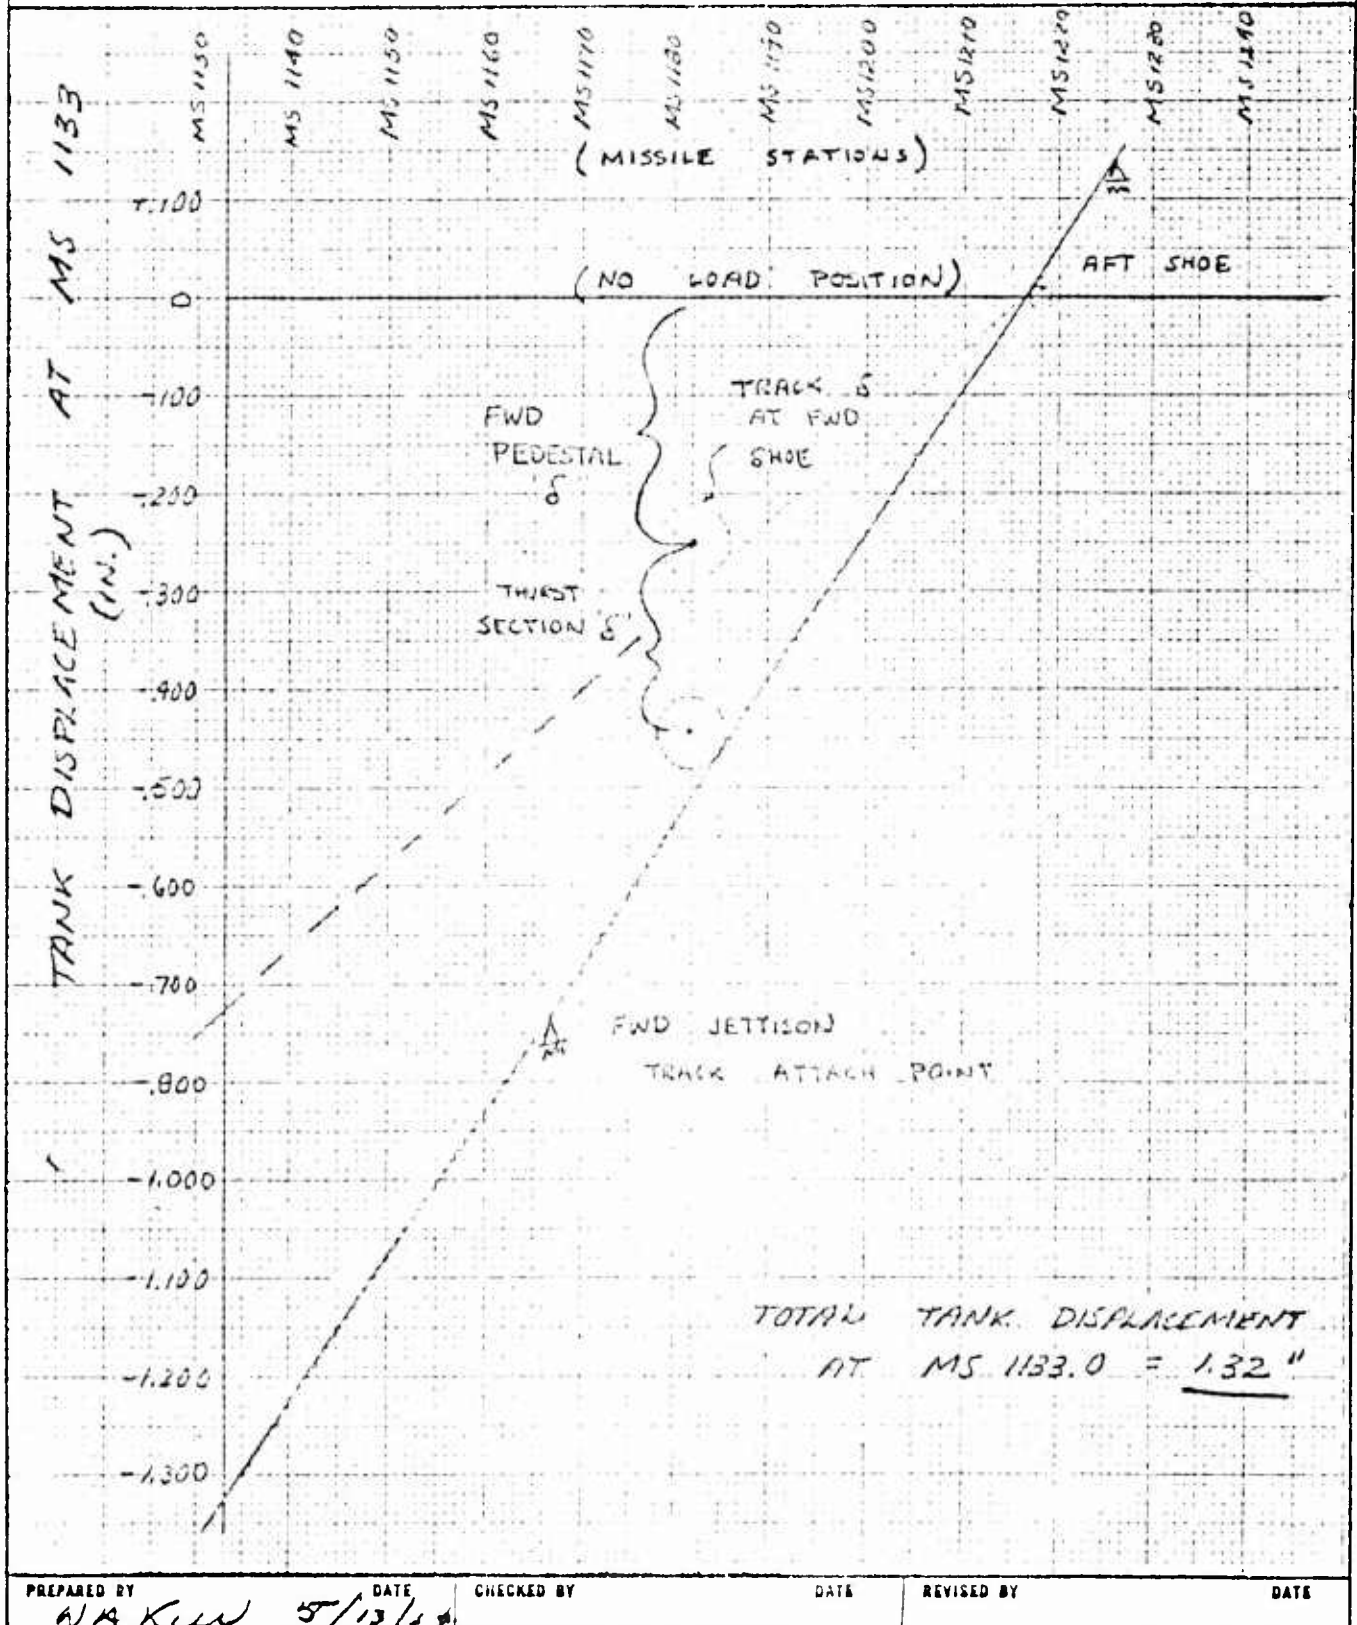 MS 1130
MS 1140
MS 1150
MS 1160
MS 1170
MS 1180
MS 1190
MS 1200
MS 1210
MS 1220
MS 1220
MS 1240
(MISSILE STATIONS)
TANK DISPLACEMENT AT AT MS 1133
(IN.)
+.100
0
-.100
-.200
-.300
-.400
-.500
-.600
-.700
-.800
-1.000
-1.100
-1.200
-1.300
(NO LOAD POSITION)
AFT SHOE
FWD
PEDESTAL
δ
TRACK δ
AT FWD
SHOE
THRUST
SECTION δ
FWD JETTISON
TRACK ATTACH POINT
TOTAL TANK DISPLACEMENT
AT MS 1133.0 = 1.32"
PREPARED BY DATE
5/13/
CHECKED BY DATE
REVISED BY DATE